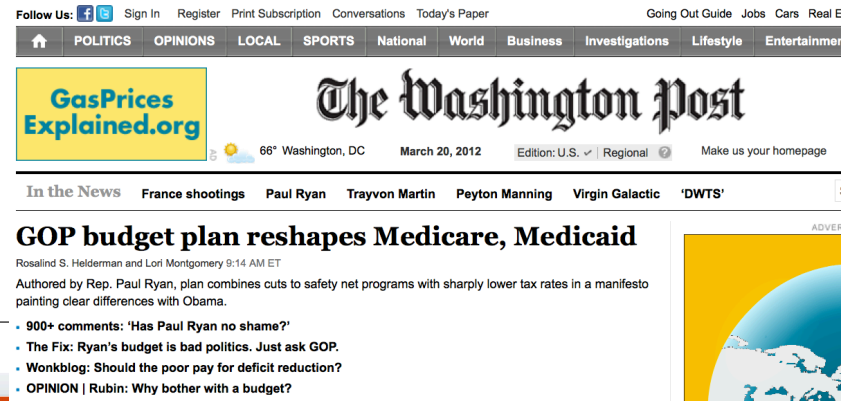 Follow Us: Sign In Register Print Subscription Conversations Today's Paper Going Out Guide Jobs Cars Real E
POLITICS OPINIONS LOCAL SPORTS National World Business Investigations Lifestyle Entertainmen
GasPrices
Explained.org
AD
The Washington Post
66° Washington, DC March 20, 2012 Edition: U.S. Regional ? Make us your homepage
In the News France shootings Paul Ryan Trayvon Martin Peyton Manning Virgin Galactic 'DWTS'
GOP budget plan reshapes Medicare, Medicaid
Rosalind S. Helderman and Lori Montgomery 9:14 AM ET
Authored by Rep. Paul Ryan, plan combines cuts to safety net programs with sharply lower tax rates in a manifesto
painting clear differences with Obama.
• 900+ comments: 'Has Paul Ryan no shame?'
• The Fix: Ryan's budget is bad politics. Just ask GOP.
• Wonkblog: Should the poor pay for deficit reduction?
• OPINION | Rubin: Why bother with a budget?
ADVER